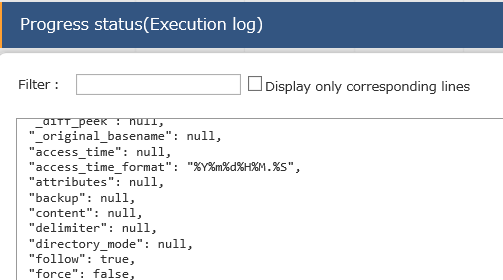 Progress status(Execution log)
Filter :
Display only corresponding lines
"_diff_peek": null,
"_original_basename": null,
"access_time": null,
"access_time_format": "%Y%m%d%H%M.%S",
"attributes": null,
"backup": null,
"content": null,
"delimiter": null,
"directory_mode": null,
"follow": true,
"force": false,